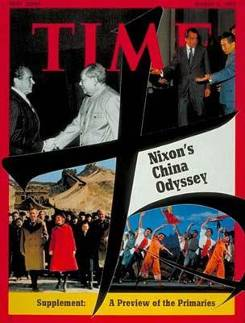 TIME
Nixon's
China
Odyssey
Supplement: A Preview of the Primaries